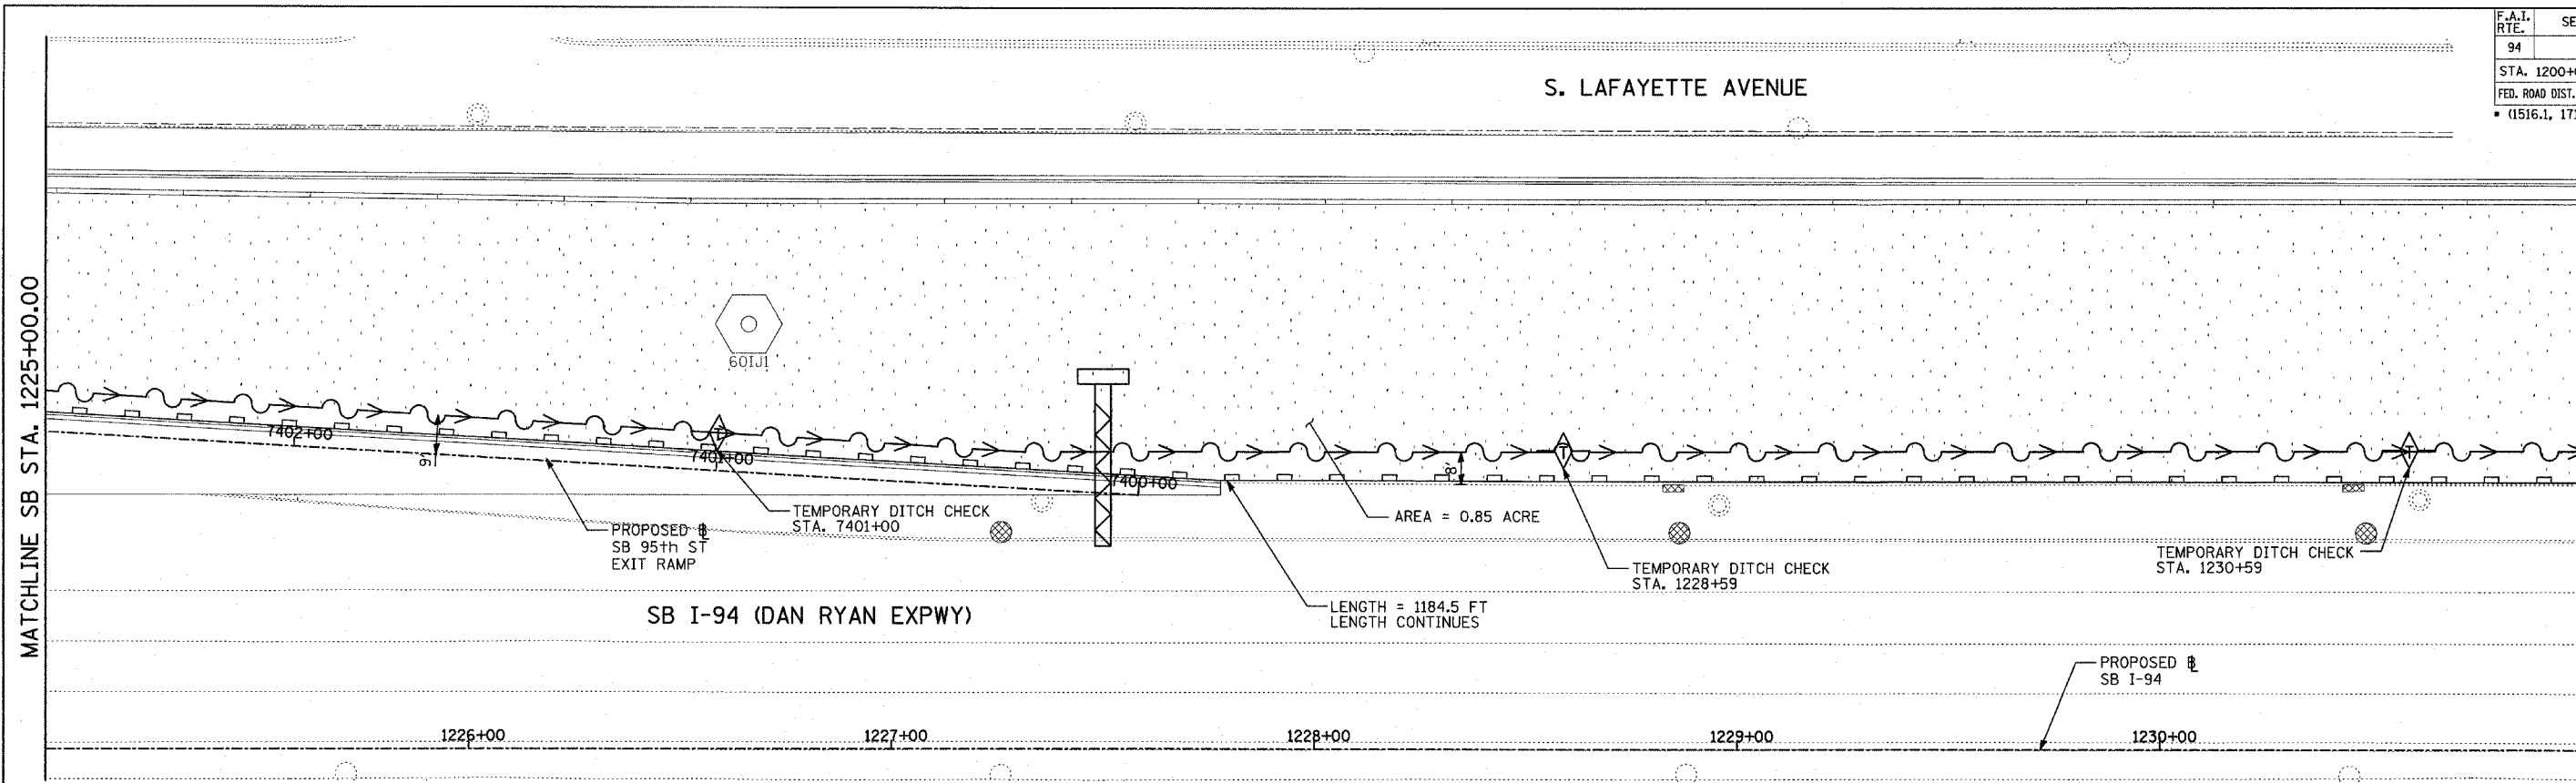 F.A.I.
RTE.
SE
94
STA. 1200+
FED. ROAD DIST.
* (1516.1, 171
S. LAFAYETTE AVENUE
MATCHLINE SB STA. 1225+00.00
60IJ1
7402+00
7401+00
7400+00
16
8'
T
T
T
TEMPORARY DITCH CHECK
STA. 7401+00
PROPOSED B
SB 95th ST
EXIT RAMP
AREA = 0.85 ACRE
TEMPORARY DITCH CHECK
STA. 1228+59
TEMPORARY DITCH CHECK
STA. 1230+59
LENGTH = 1184.5 FT
LENGTH CONTINUES
SB I-94 (DAN RYAN EXPWY)
PROPOSED B
SB I-94
1226+00
1227+00
1228+00
1229+00
1230+00